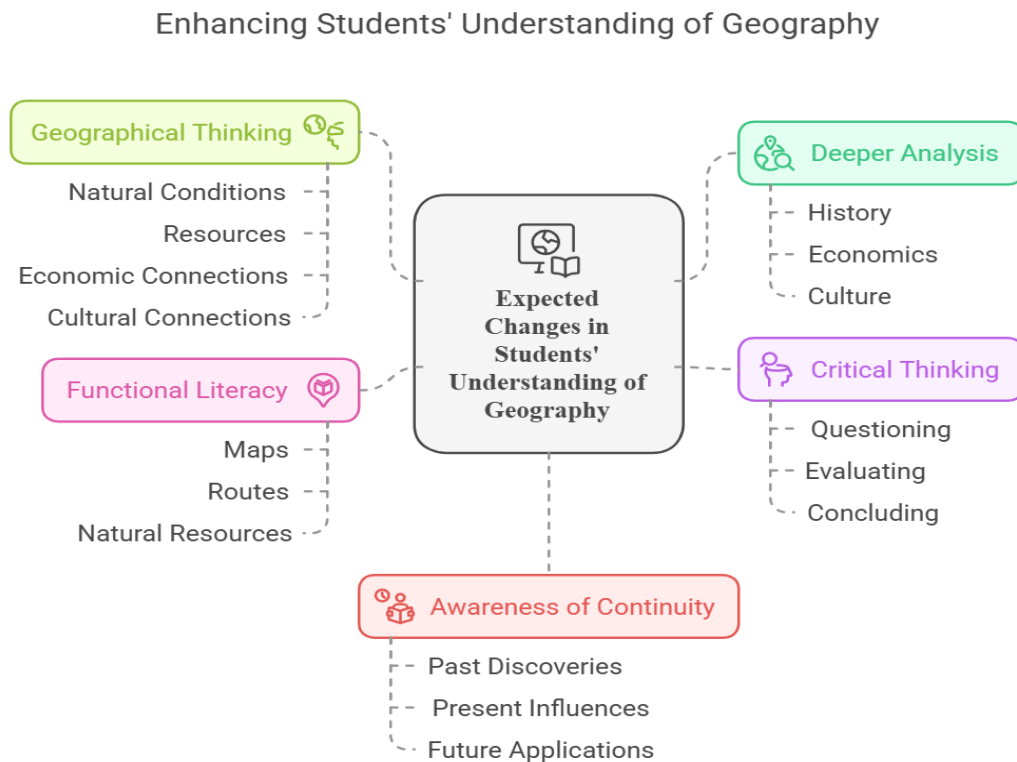 Enhancing Students' Understanding of Geography
Geographical Thinking
Natural Conditions
Resources
Economic Connections
Cultural Connections
Functional Literacy
Maps
Routes
Natural Resources
Expected
Changes in
Students'
Understanding of
Geography
Deeper Analysis
History
Economics
Culture
Critical Thinking
Questioning
Evaluating
Concluding
Awareness of Continuity
Past Discoveries
Present Influences
Future Applications